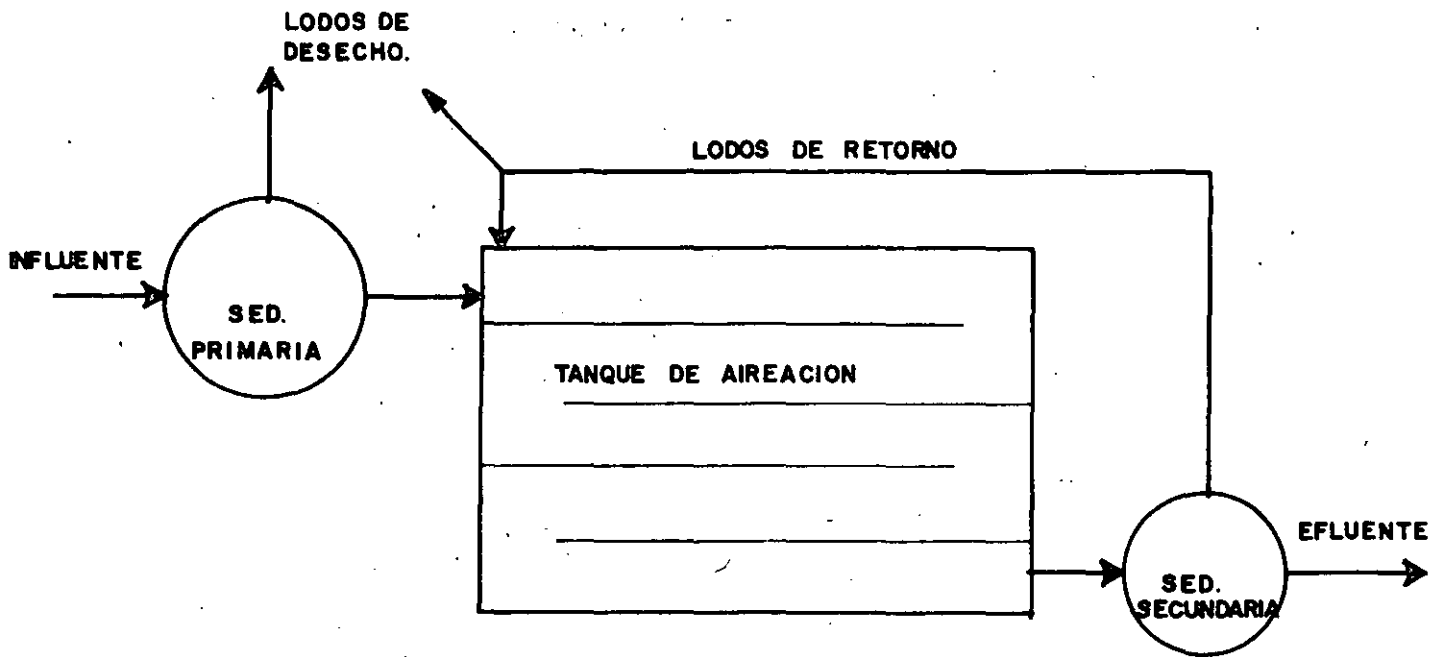 LODOS DE
DESECHO.
LODOS DE RETORNO
INFLUENTE
SED.
PRIMARIA
TANQUE DE AIREACION
EFLUENTE
SED.
SECUNDARIA